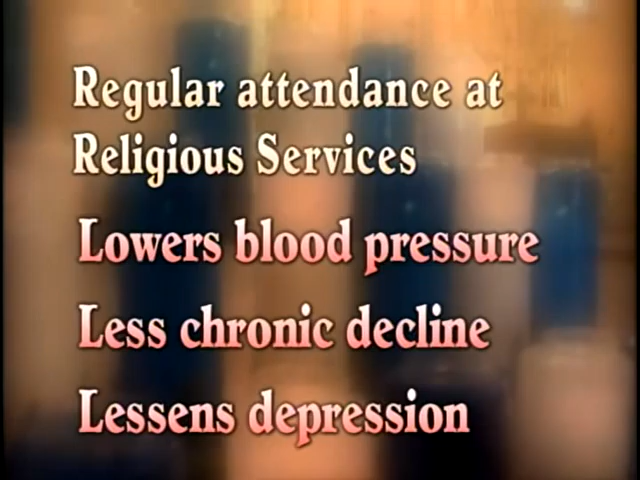 Regular attendance at
Religious Services
Lowers blood pressure
Less chronic decline
Lessens depression